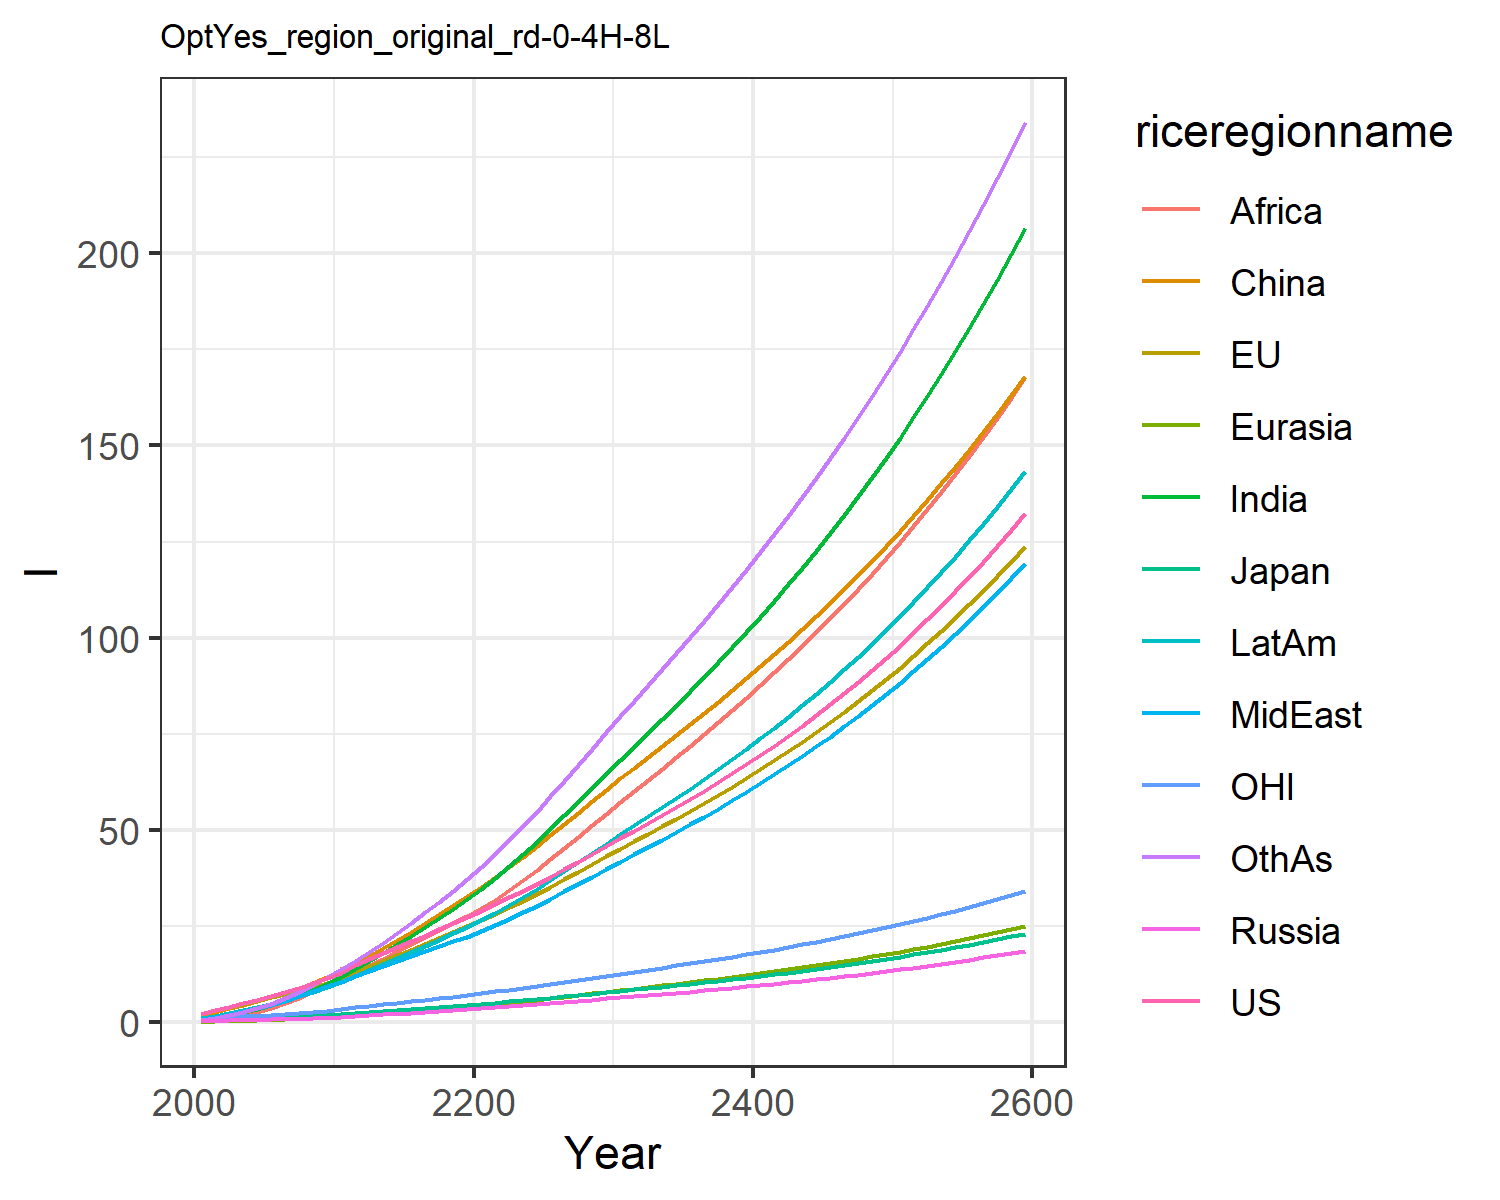 OptYes_region_original_rd-0-4H-8L
I
200
150
100
50
0
2000 2200 2400 2600
Year
riceregionname
Africa
China
EU
Eurasia
India
Japan
LatAm
MidEast
OHI
OthAs
Russia
US